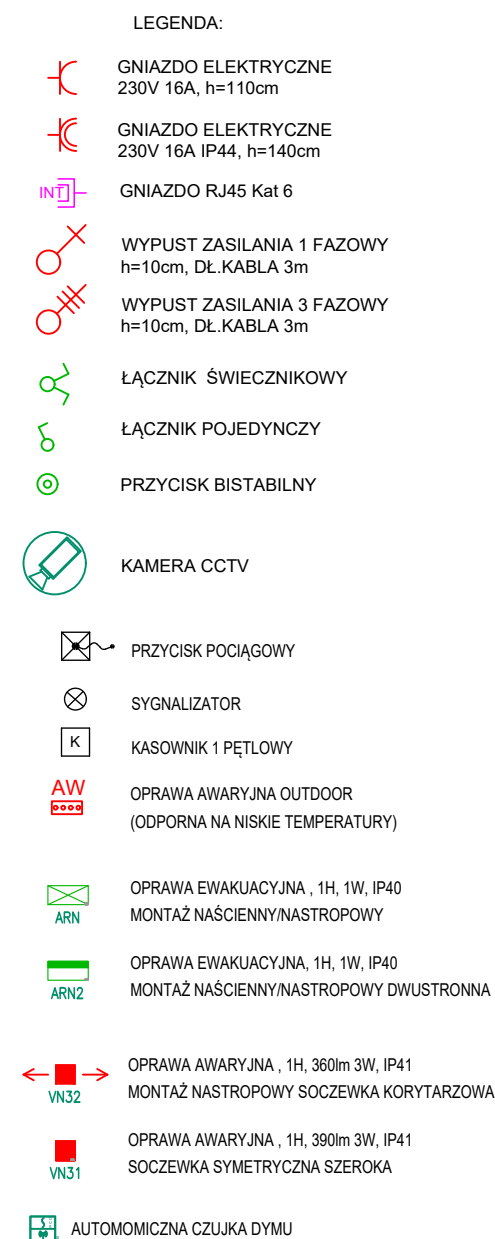 LEGENDA:
GNIAZDO ELEKTRYCZNE
230V 16A, h=110cm
GNIAZDO ELEKTRYCZNE
230V 16A IP44, h=140cm
INT GNIAZDO RJ45 Kat 6
WYPUST ZASILANIA 1 FAZOWY
h=10cm, DŁ.KABLA 3m
WYPUST ZASILANIA 3 FAZOWY
h=10cm, DŁ.KABLA 3m
ŁĄCZNIK ŚWIECZNIKOWY
ŁĄCZNIK POJEDYNCZY
PRZYCISK BISTABILNY
KAMERA CCTV
PRZYCISK POCIĄGOWY
SYGNALIZATOR
K KASOWNIK 1 PĘTLOWY
AW OPRAWA AWARYJNA OUTDOOR
(ODPORNA NA NISKIE TEMPERATURY)
OPRAWA EWAKUACYJNA , 1H, 1W, IP40
ARN MONTAŻ NAŚCIENNY/NASTROPOWY
OPRAWA EWAKUACYJNA, 1H, 1W, IP40
ARN2 MONTAŻ NAŚCIENNY/NASTROPOWY DWUSTRONNA
OPRAWA AWARYJNA , 1H, 360lm 3W, IP41
VN32 MONTAŻ NASTROPOWY SOCZEWKA KORYTARZOWA
OPRAWA AWARYJNA , 1H, 390lm 3W, IP41
VN31 SOCZEWKA SYMETRYCZNA SZEROKA
AUTOMOMICZNA CZUJKA DYMU